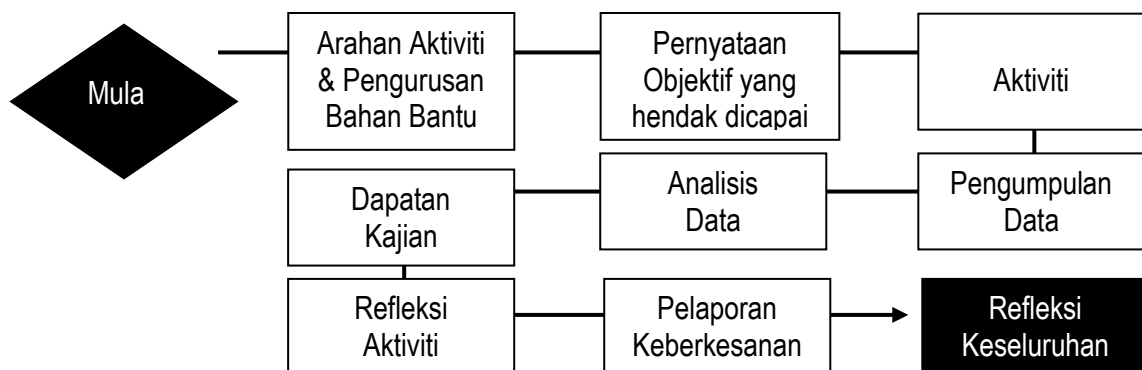 Mula
Arahan Aktiviti
& Pengurusan
Bahan Bantu
Pernyataan
Objektif yang
hendak dicapai
Aktiviti
Pengumpulan
Data
Analisis
Data
Dapatan
Kajian
Refleksi
Aktiviti
Pelaporan
Keberkesanan
Refleksi
Keseluruhan